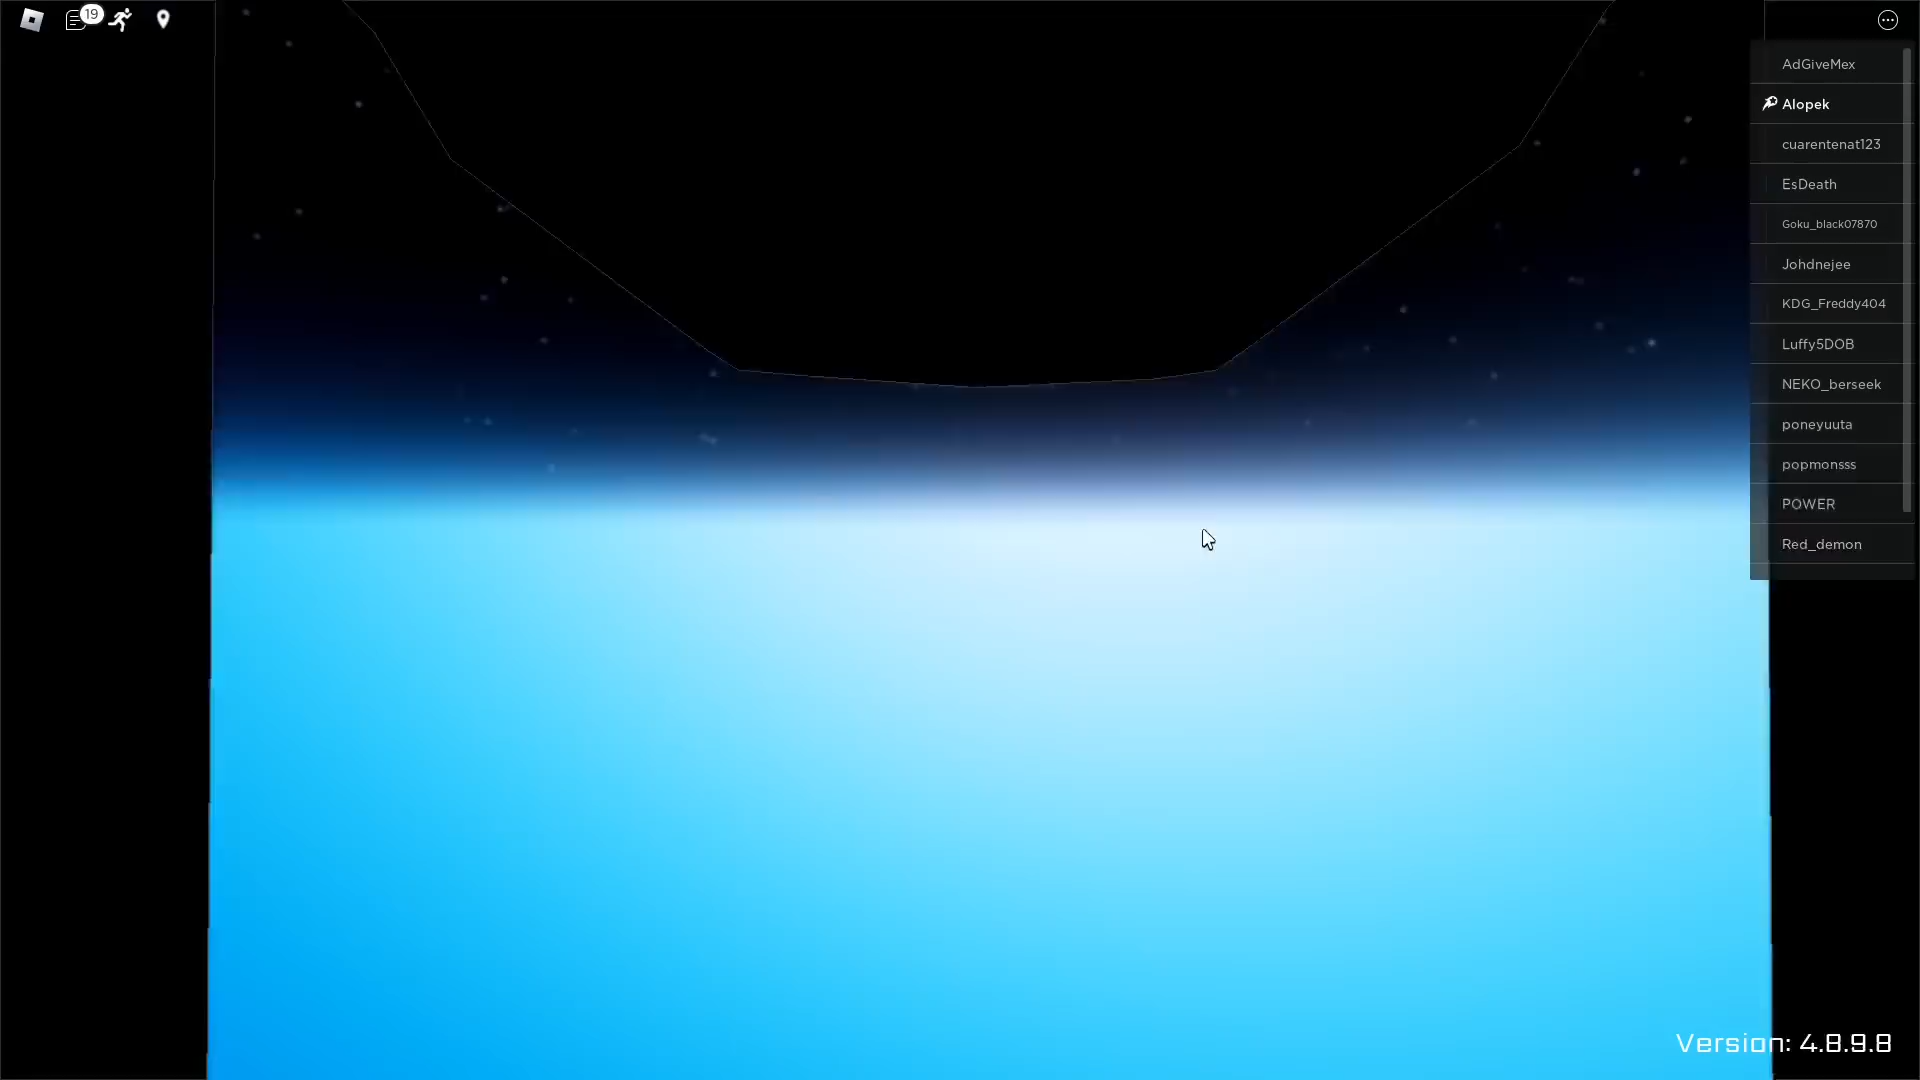 19
AdGiveMex
Alopek
cuarentenat123
EsDeath
Goku_black07870
Johdnejee
KDG_Freddy404
Luffy5DOB
NEKO_berseek
poneyuuta
popmonsss
POWER
Red_demon
Version: 4.8.9.8